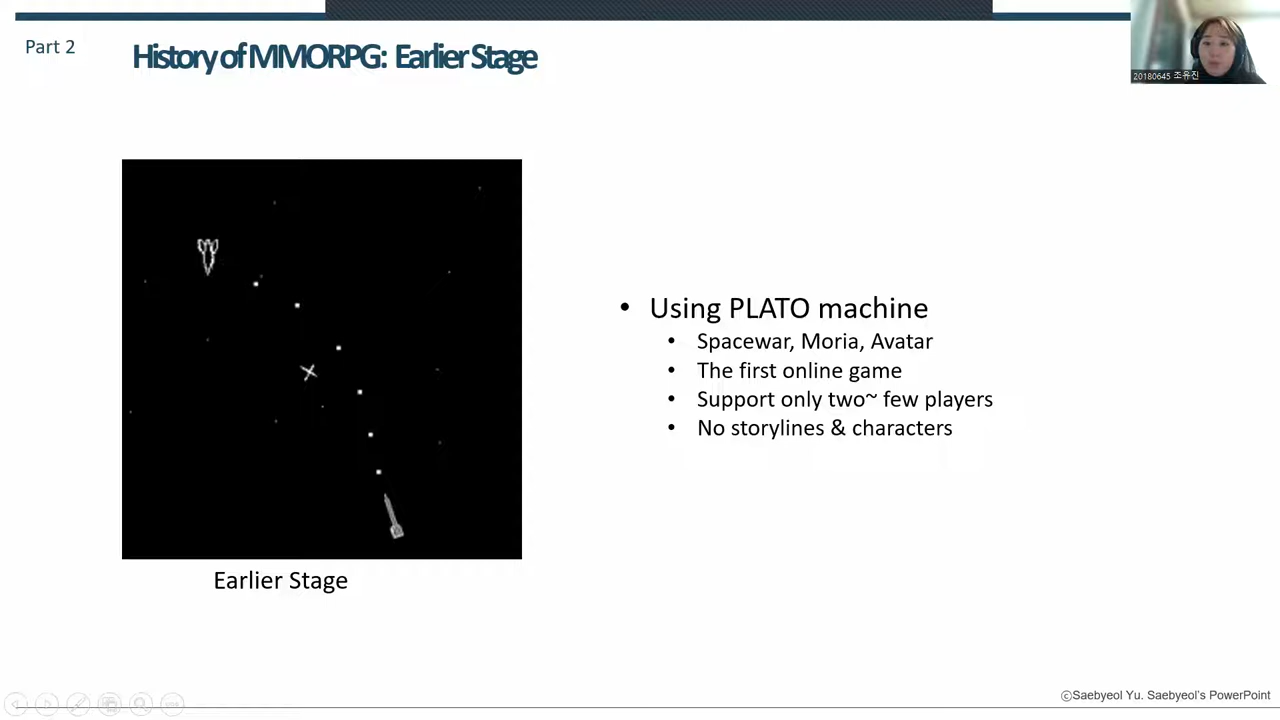 Part 2
History of MMORPG: Earlier Stage
20180645 조유진
• Using PLATO machine
• Spacewar, Moria, Avatar
• The first online game
• Support only two~ few players
• No storylines & characters
Earlier Stage
ⓒSaebyeol Yu. Saebyeol's PowerPoint